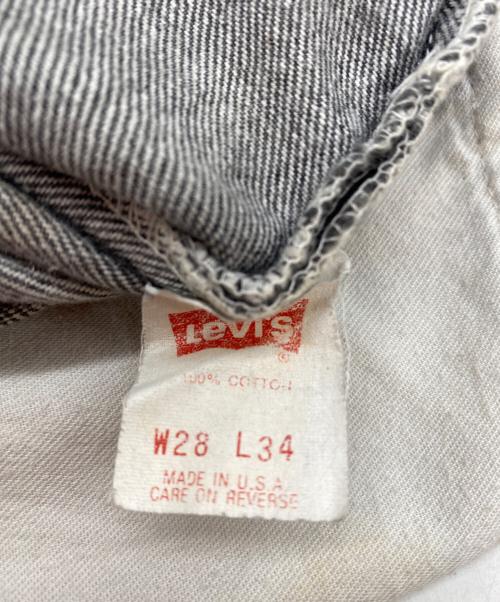 Levi's
®
100% COTTON
W28 L34
MADE IN U.S.A
CARE ON REVERSE